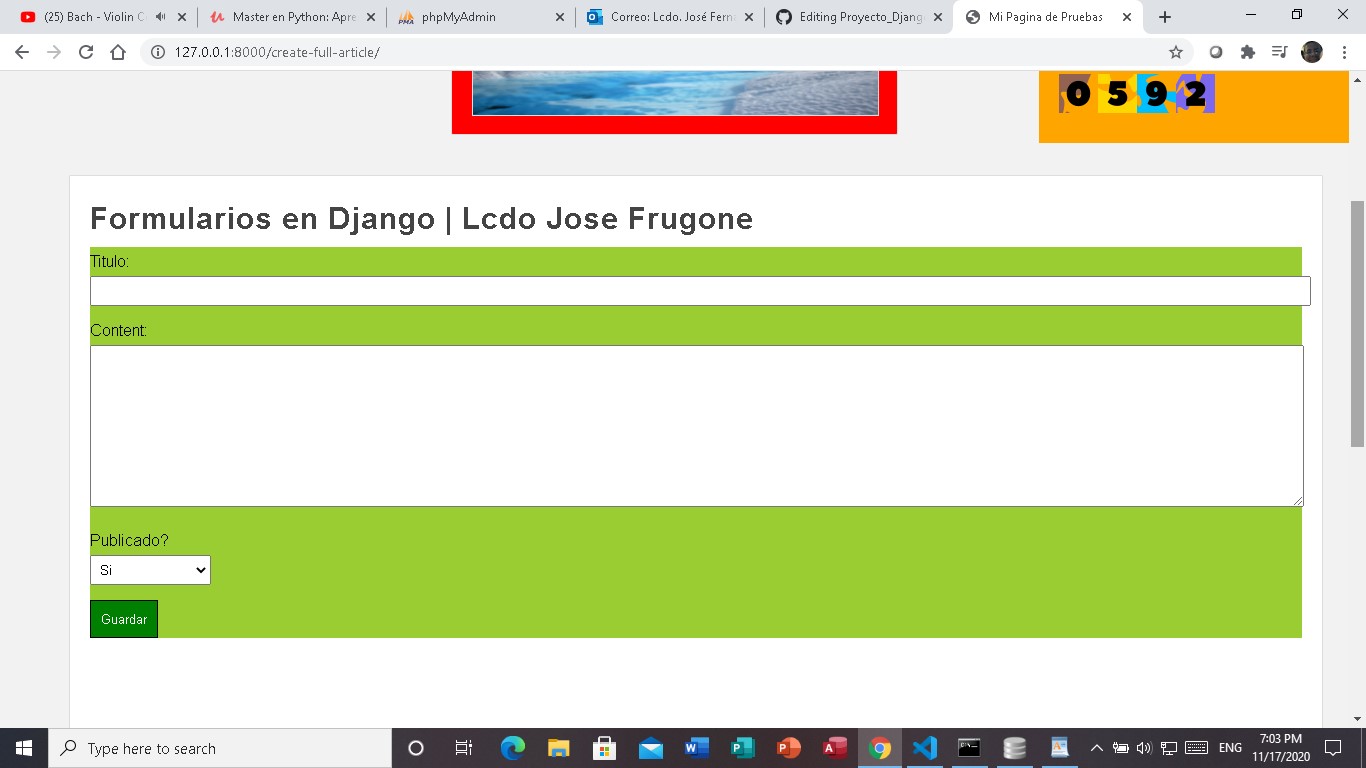 (25) Bach - Violin C
Master en Python: Apre
phpMyAdmin
Correo: Lcdo. José Fern
Editing Proyecto_Djang
Mi Pagina de Pruebas
127.0.0.1:8000/create-full-article/
0 5 9 2
Formularios en Django | Lcdo Jose Frugone
Titulo:
Content:
Publicado?
Si
Guardar
Type here to search
ENG
7:03 PM
11/17/2020